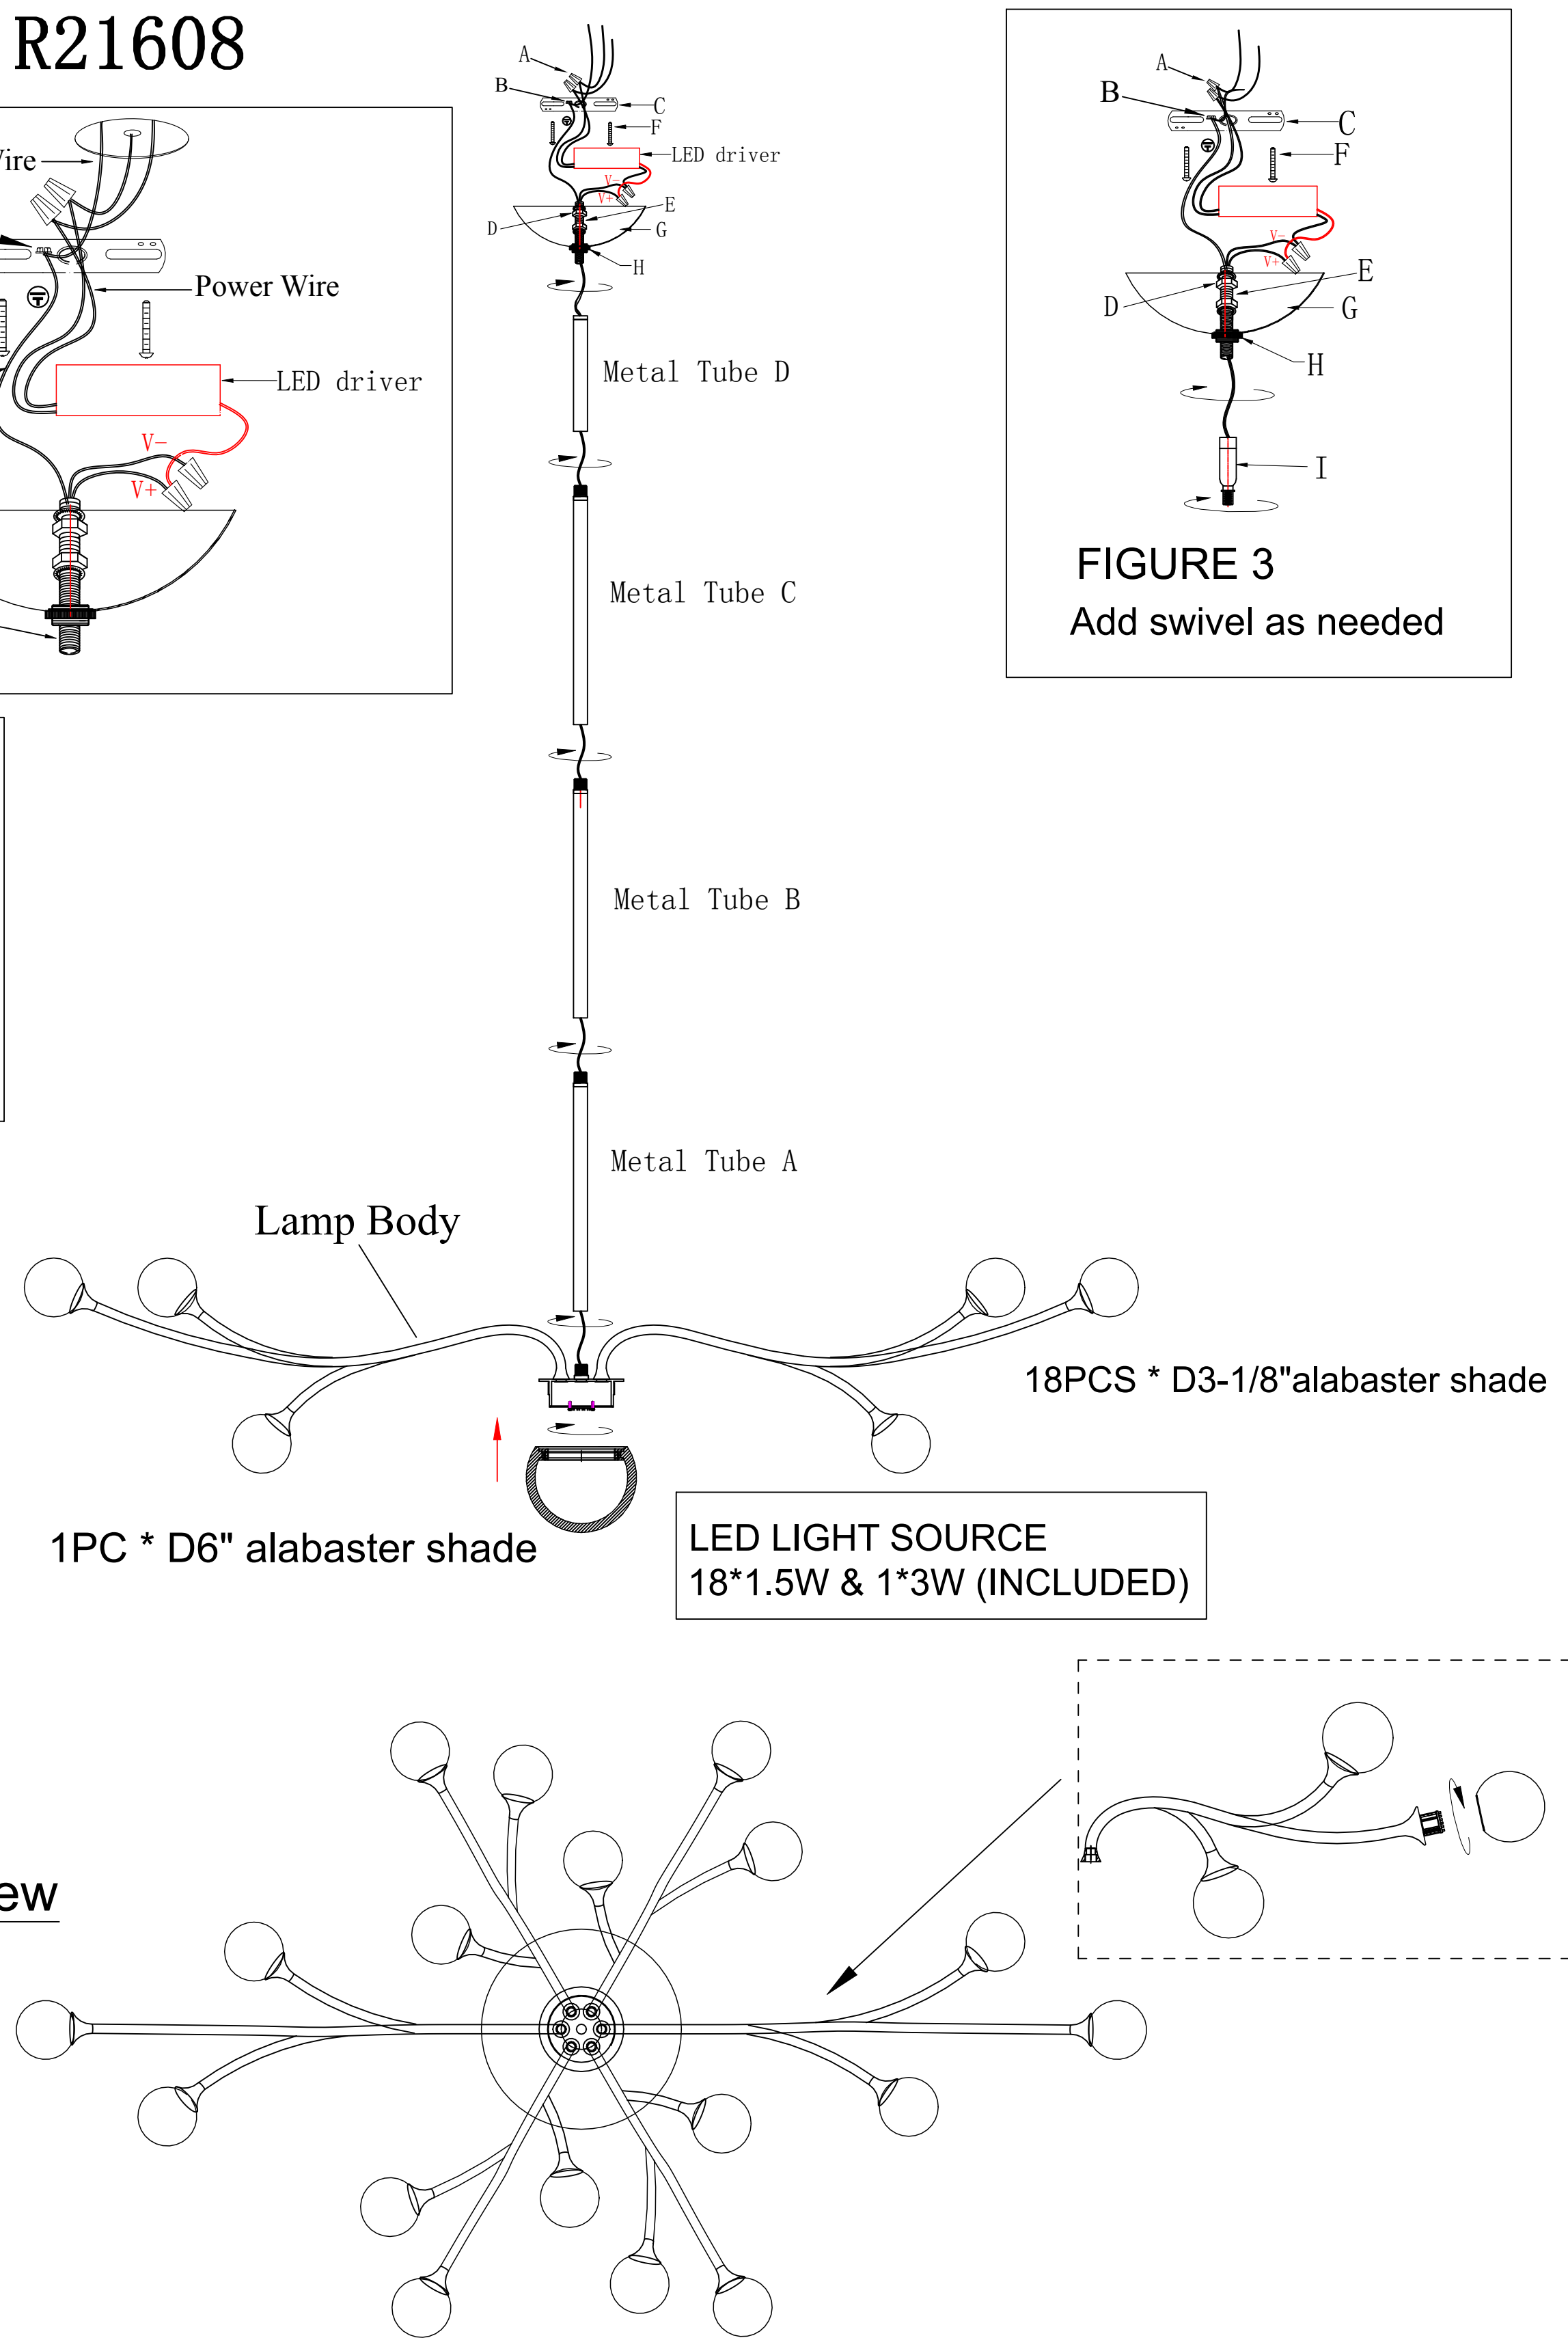 R21608
Power Wire
LED driver
V-
V+
A
B
C
F
LED driver
V-
V+
D
E
G
H
Metal Tube D
Metal Tube C
Metal Tube B
Metal Tube A
A
B
C
F
V-
V+
D
E
G
H
I
FIGURE 3
Add swivel as needed
Lamp Body
18PCS * D3-1/8"alabaster shade
1PC * D6" alabaster shade
LED LIGHT SOURCE
18*1.5W & 1*3W (INCLUDED)